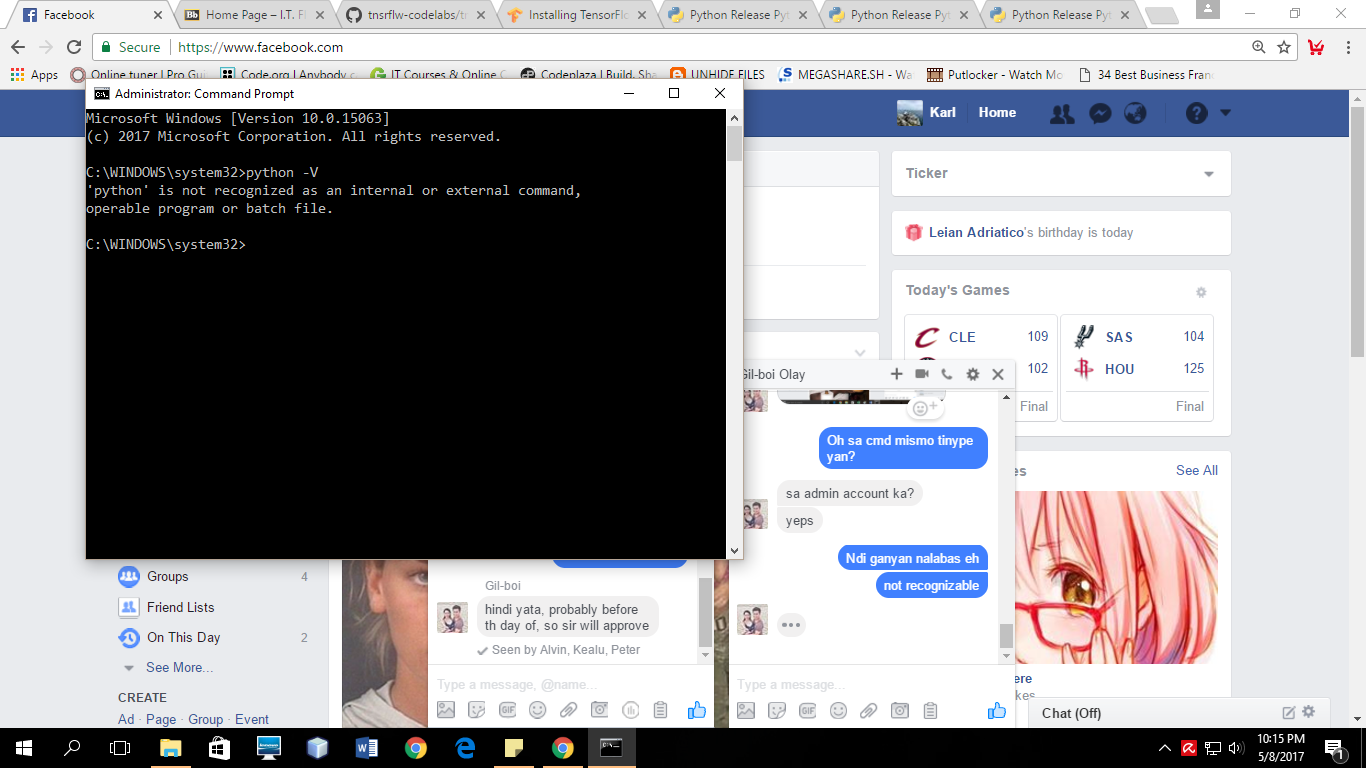 Facebook
Home Page – I.T. Fl
tnsrflw-codelabs/tn
Installing TensorFlo
Python Release Pyt
Python Release Pyt
Python Release Pyt
Secure
https://www.facebook.com
Apps
Online tuner | Pro Gui
Code.org | Anybody c
IT Courses & Online C
Codeplaza | Build, Sha
UNHIDE FILES
MEGASHARE.SH - Wa
Putlocker - Watch Mo
34 Best Business Fran
Administrator: Command Prompt
Microsoft Windows [Version 10.0.15063]
(c) 2017 Microsoft Corporation. All rights reserved.
C:\WINDOWS\system32>python -V
'python' is not recognized as an internal or external command,
operable program or batch file.
C:\WINDOWS\system32>
Karl
Home
Ticker
Leian Adriatico's birthday is today
Today's Games
CLE 109
102
Final
SAS 104
HOU 125
Final
See All
Gil-boi Olay
Oh sa cmd mismo tinype
yan?
sa admin account ka?
yeps
Ndi ganyan nalabas eh
not recognizable
Type a message...
Gil-boi
hindi yata, probably before
th day of, so sir will approve
Seen by Alvin, Kealu, Peter
Type a message, @name...
Groups 4
Friend Lists
On This Day 2
See More...
CREATE
Ad · Page · Group · Event
Chat (Off)
10:15 PM
5/8/2017
1